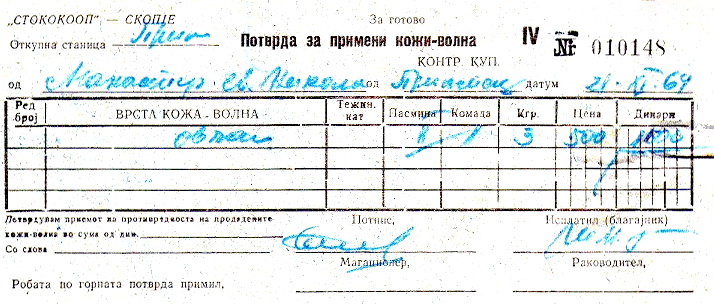 „СТОКОКООП" — СКОПЈЕ
За готово
Откупна станица
Потврда за примени кожи-волна
IV № 010148
КОНТР. КУП.
од Манастир Св. Никола од датум 21. XI 64
Ред. број ВРСТА КОЖА - ВОЛНА Тежин. кат Пасмина Комада Кгр. Цена Динари
1 3 500 1500
Потврдувам приемот на противредноста на продадените
кожи-волна во сума од дин.
Со слова
Потпис,
Исплатил (благајник)
Магационер,
Раководител,
Робата по горната потврда примил,